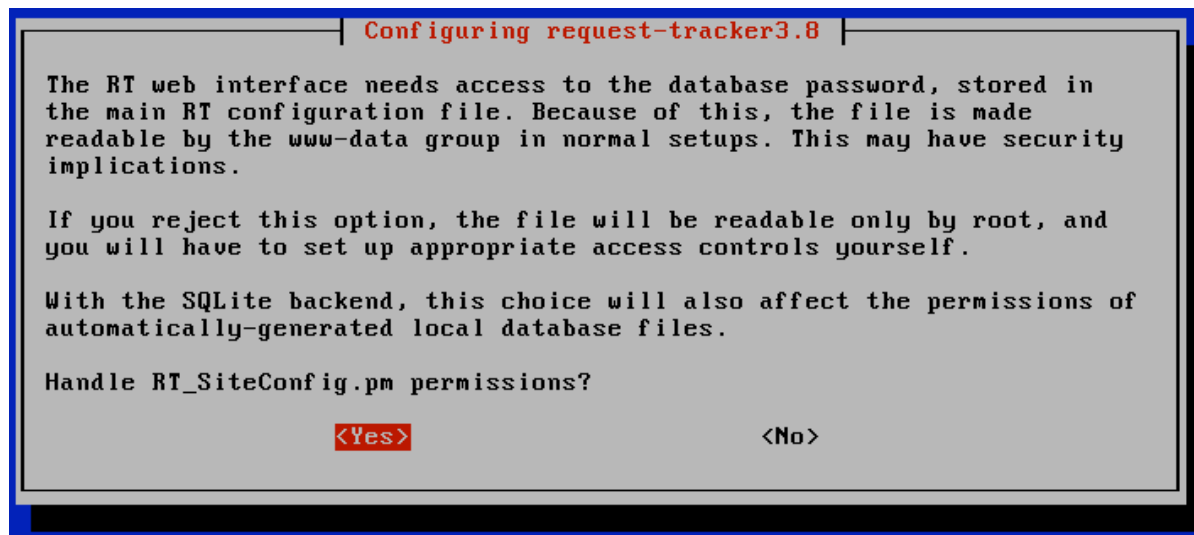 Configuring request-tracker3.8
The RT web interface needs access to the database password, stored in
the main RT configuration file. Because of this, the file is made
readable by the www-data group in normal setups. This may have security
implications.
If you reject this option, the file will be readable only by root, and
you will have to set up appropriate access controls yourself.
With the SQLite backend, this choice will also affect the permissions of
automatically-generated local database files.
Handle RT_SiteConfig.pm permissions?
<Yes> <No>